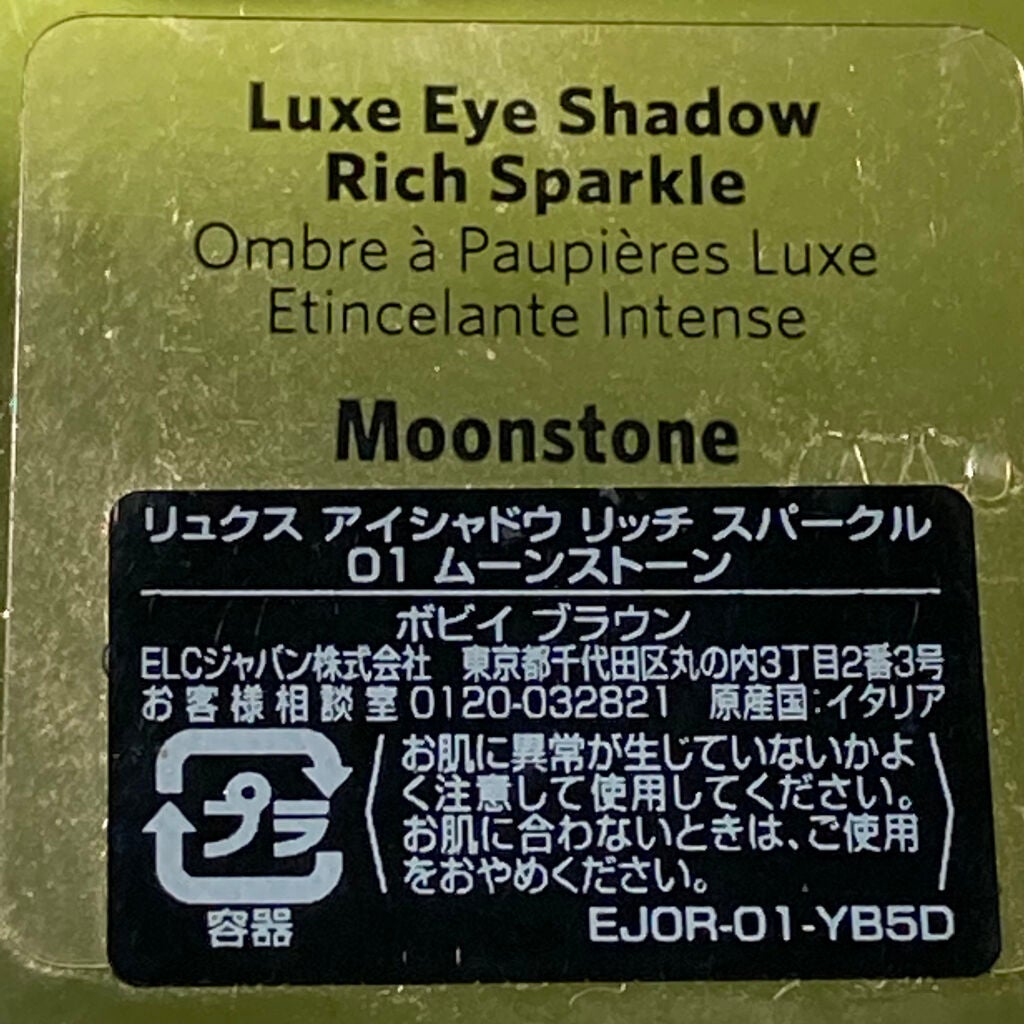 Luxe Eye Shadow
Rich Sparkle
Ombre à Paupières Luxe
Etincelante Intense
Moonstone
リュクス アイシャドウ リッチ スパークル
01 ムーンストーン
ボビイ ブラウン
ELCジャパン株式会社 東京都千代田区丸の内3丁目2番3号
お客様相談室 0120-032821 原産国:イタリア
プラ
容器
お肌に異常が生じていないかよ
く注意して使用してください。
お肌に合わないときは、ご使用
をおやめください。
EJ0R-01-YB5D